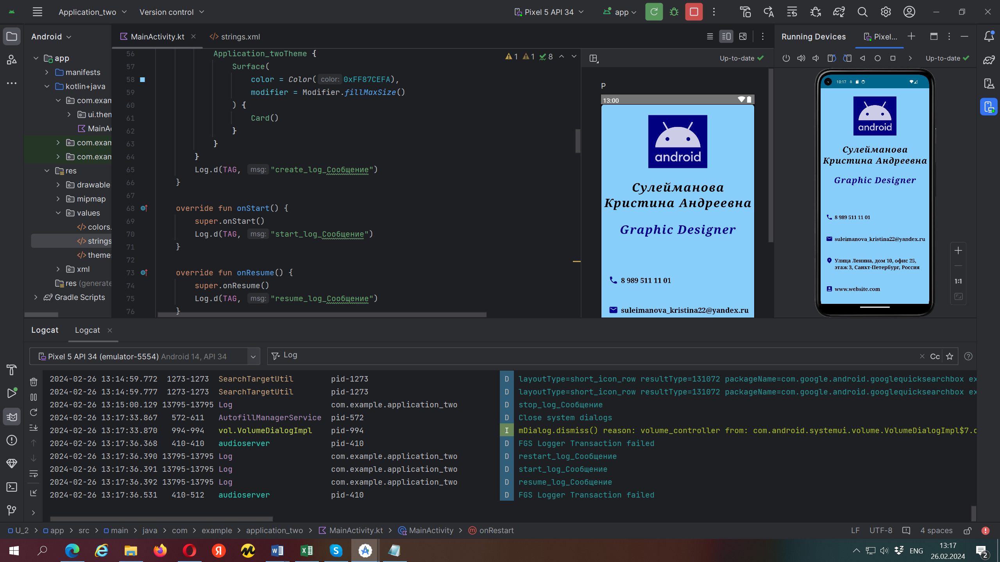 Application_two
Version control
Pixel 5 API 34
app
Android
MainActivity.kt
strings.xml
Running Devices
Pixel...
app
manifests
kotlin+java
com.exam
ui.then
MainAc
com.exam
com.exam
res
drawable
mipmap
values
colors.
strings
themes
xml
res (generate
Gradle Scripts
1 1 8
56 Application_twoTheme {
57 Surface(
58 color = Color( color: 0xFF87CEFA),
59 modifier = Modifier.fillMaxSize()
60 ) {
61 Card()
62 }
63 }
64 }
65 Log.d(TAG, msg: "create_log_Сообщение")
66 }
67
68 override fun onStart() {
69 super.onStart()
70 Log.d(TAG, msg: "start_log_Сообщение")
71 }
72
73 override fun onResume() {
74 super.onResume()
75 Log.d(TAG, msg: "resume_log_Сообщение")
76 }
Up-to-date
P
13:00
android
Сулейманова
Кристина Андреевна
Graphic Designer
8 989 511 11 01
suleimanova_kristina22@yandex.ru
Up-to-date
10:17
android
Сулейманова
Кристина Андреевна
Graphic Designer
8 989 511 11 01
suleimanova_kristina22@yandex.ru
Улица Ленина, дом 10, офис 25,
этаж 3, Санкт-Петербург, Россия
www.website.com
1:1
Logcat
Logcat
Pixel 5 API 34 (emulator-5554) Android 14, API 34
Log
Cc
2024-02-26 13:14:59.772 1273-1273 SearchTargetUtil pid-1273 D layoutType=short_icon_row resultType=131072 packageName=com.google.android.googlequicksearchbox ex
2024-02-26 13:14:59.777 1273-1273 SearchTargetUtil pid-1273 D layoutType=short_icon_row resultType=131072 packageName=com.google.android.googlequicksearchbox ex
2024-02-26 13:15:00.129 13795-13795 Log com.example.application_two D stop_log_Сообщение
2024-02-26 13:17:33.867 572-611 AutofillManagerService pid-572 D Close system dialogs
2024-02-26 13:17:33.870 994-994 vol.VolumeDialogImpl pid-994 I mDialog.dismiss() reason: volume_controller from: com.android.systemui.volume.VolumeDialogImpl$7.c
2024-02-26 13:17:36.368 410-410 audioserver pid-410 D FGS Logger Transaction failed
2024-02-26 13:17:36.390 13795-13795 Log com.example.application_two D restart_log_Сообщение
2024-02-26 13:17:36.391 13795-13795 Log com.example.application_two D start_log_Сообщение
2024-02-26 13:17:36.392 13795-13795 Log com.example.application_two D resume_log_Сообщение
2024-02-26 13:17:36.531 410-512 audioserver pid-410 D FGS Logger Transaction failed
U_2 > app > src > main > java > com > example > application_two > MainActivity.kt > MainActivity > onRestart
LF UTF-8 4 spaces
ENG
13:17
26.02.2024
2